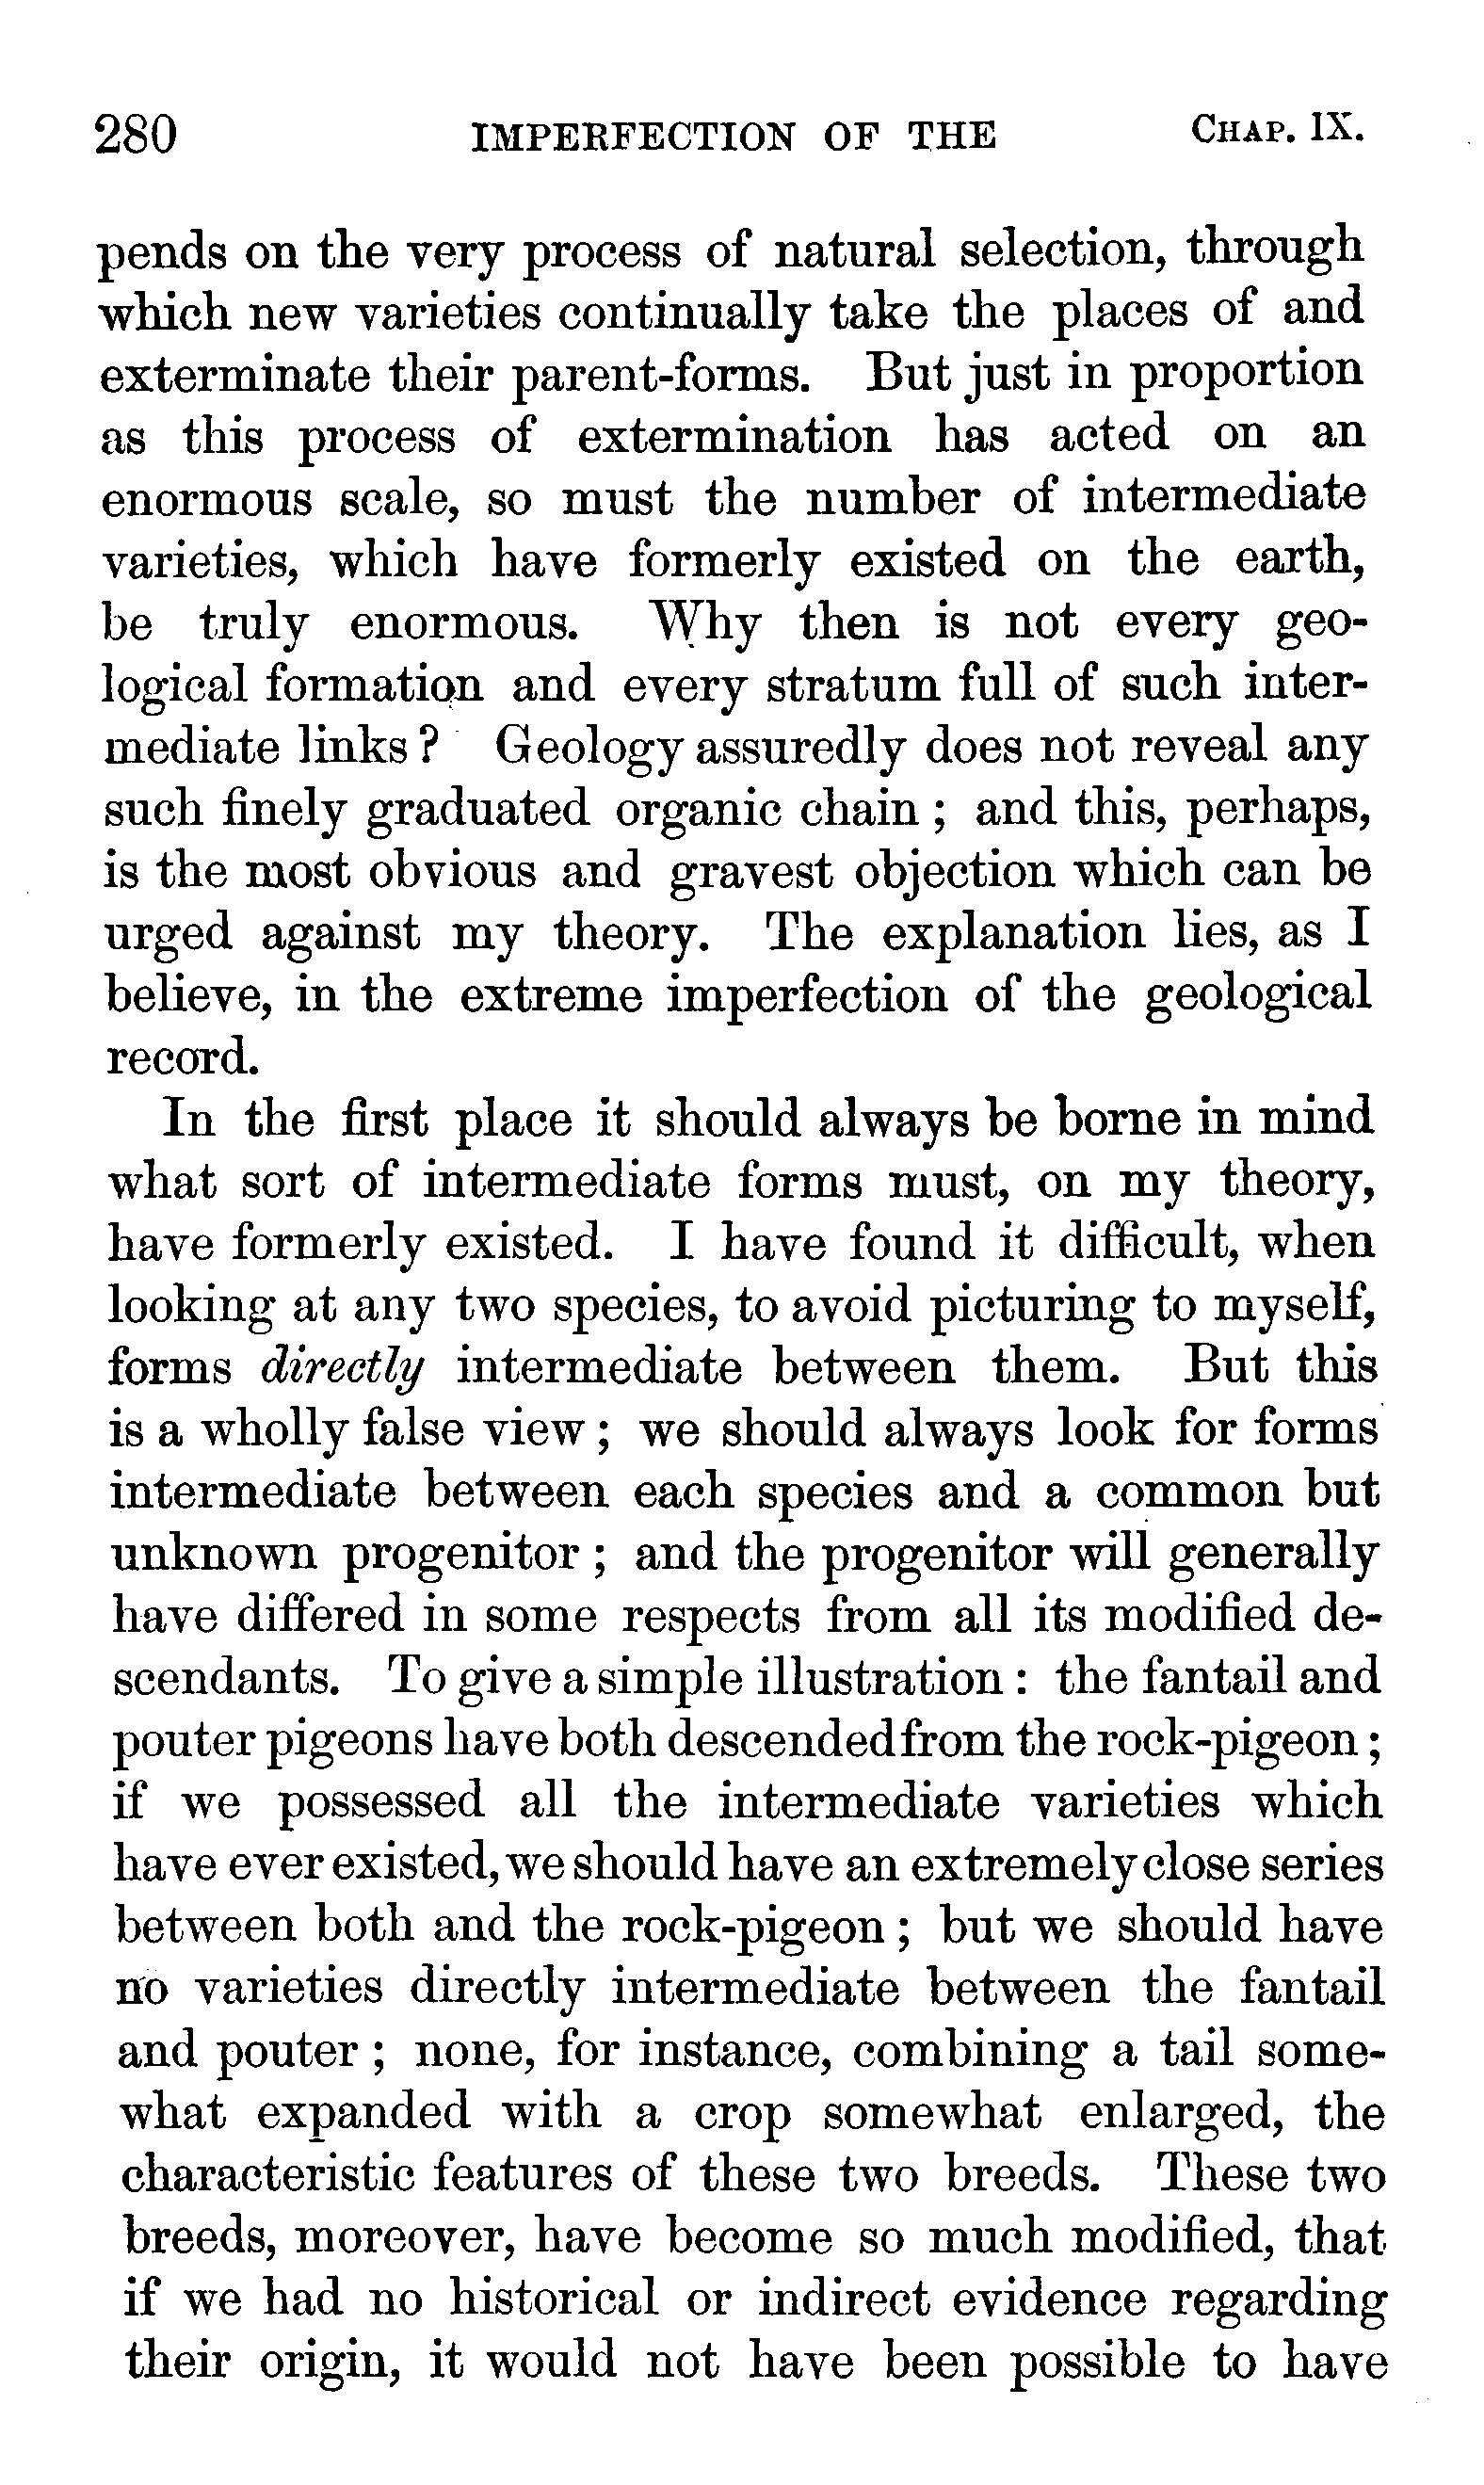 280 IMPERFECTION OF THE CHAP. IX.
pends on the very process of natural selection, through
which new varieties continually take the places of and
exterminate their parent-forms. But just in proportion
as this process of extermination has acted on an
enormous scale, so must the number of intermediate
varieties, which have formerly existed on the earth,
be truly enormous. Why then is not every geo-
logical formation and every stratum full of such inter-
mediate links? Geology assuredly does not reveal any
such finely graduated organic chain; and this, perhaps,
is the most obvious and gravest objection which can be
urged against my theory. The explanation lies, as I
believe, in the extreme imperfection of the geological
record.
In the first place it should always be borne in mind
what sort of intermediate forms must, on my theory,
have formerly existed. I have found it difficult, when
looking at any two species, to avoid picturing to myself,
forms directly intermediate between them. But this
is a wholly false view; we should always look for forms
intermediate between each species and a common but
unknown progenitor; and the progenitor will generally
have differed in some respects from all its modified de-
scendants. To give a simple illustration: the fantail and
pouter pigeons have both descended from the rock-pigeon;
if we possessed all the intermediate varieties which
have ever existed, we should have an extremely close series
between both and the rock-pigeon; but we should have
no varieties directly intermediate between the fantail
and pouter; none, for instance, combining a tail some-
what expanded with a crop somewhat enlarged, the
characteristic features of these two breeds. These two
breeds, moreover, have become so much modified, that
if we had no historical or indirect evidence regarding
their origin, it would not have been possible to have